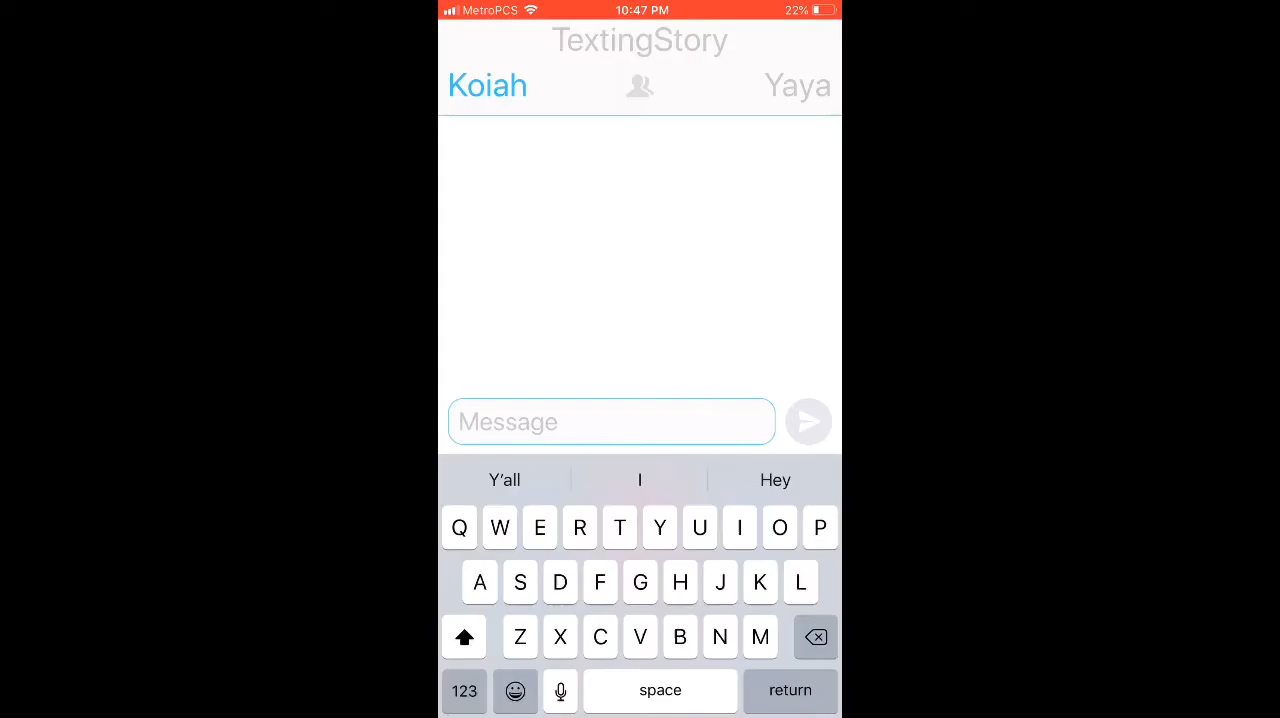 MetroPCS 10:47 PM 22%
TextingStory
Koiah Yaya
Message
Y'all I Hey
Q W E R T Y U I O P
A S D F G H J K L
Z X C V B N M
123 space return